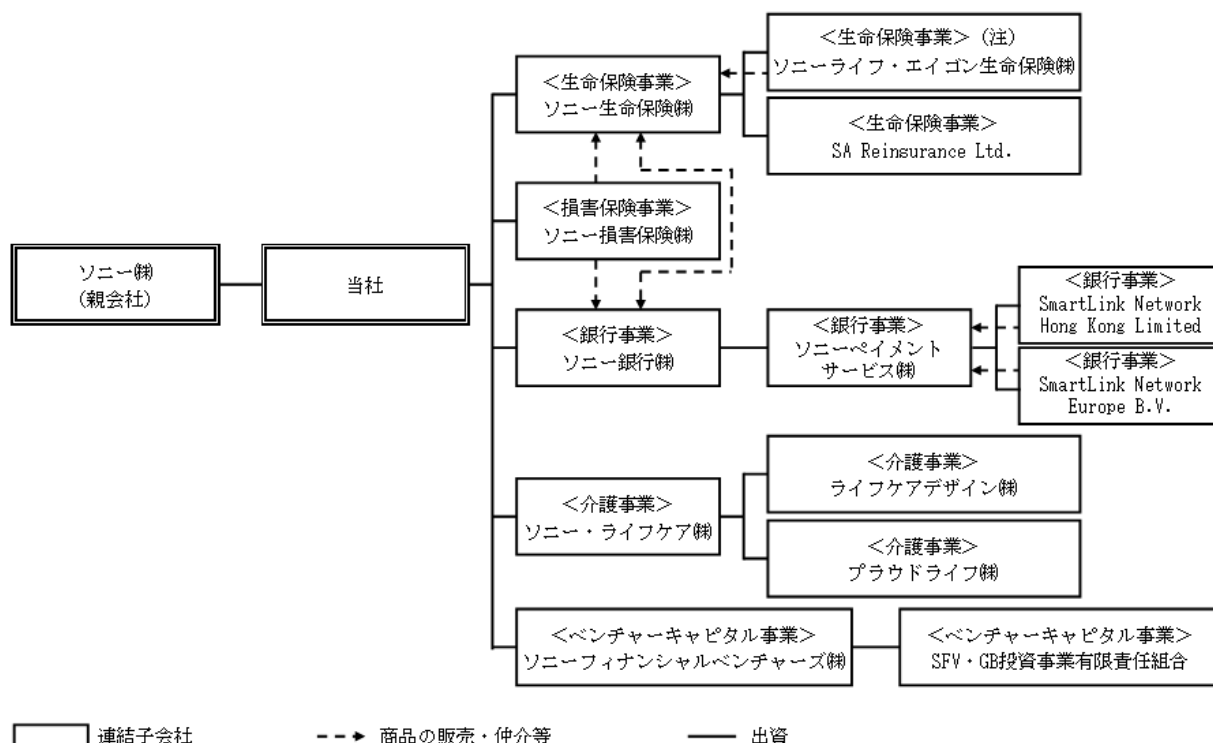 <生命保険事業> (注)
ソニーライフ・エイゴン生命保険㈱
<生命保険事業>
ソニー生命保険㈱
<生命保険事業>
SA Reinsurance Ltd.
<損害保険事業>
ソニー損害保険㈱
ソニー㈱
(親会社)
当社
<銀行事業>
ソニー銀行㈱
<銀行事業>
ソニーペイメント
サービス㈱
<銀行事業>
SmartLink Network
Hong Kong Limited
<銀行事業>
SmartLink Network
Europe B.V.
<介護事業>
ソニー・ライフケア㈱
<介護事業>
ライフケアデザイン㈱
<介護事業>
プラウドライフ㈱
<ベンチャーキャピタル事業>
ソニーフィナンシャルベンチャーズ㈱
<ベンチャーキャピタル事業>
SFV・GB投資事業有限責任組合
連結子会社
商品の販売・仲介等
出資